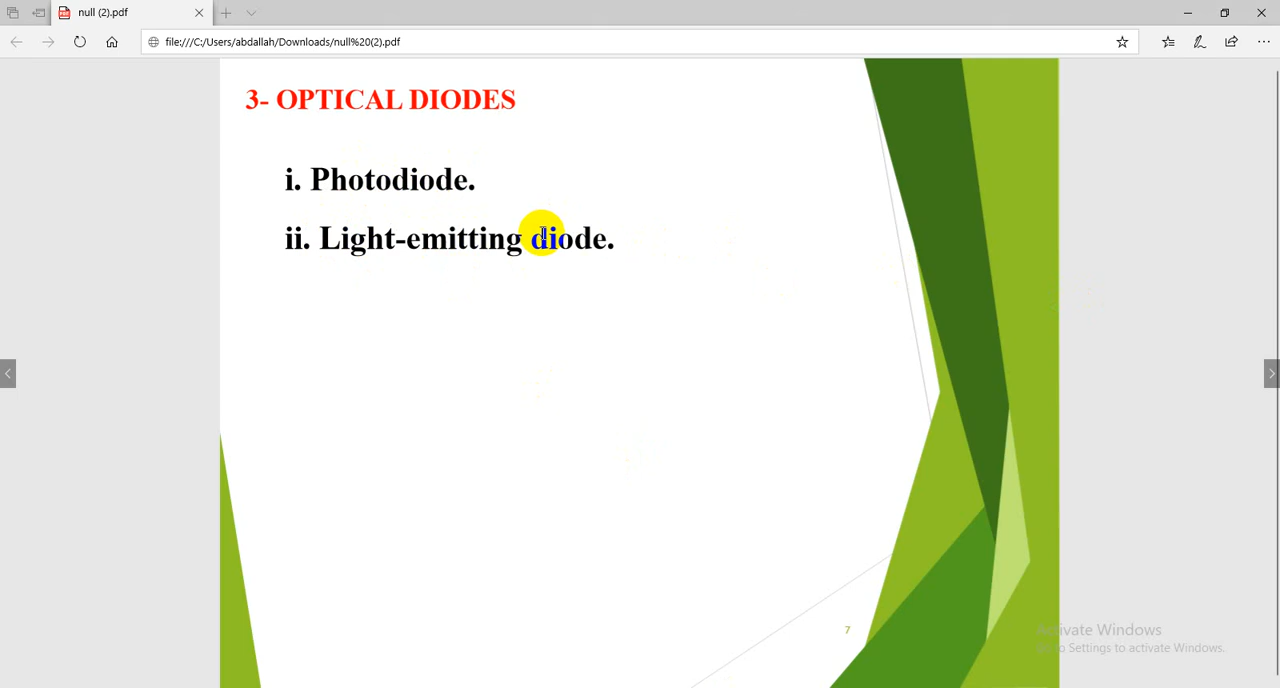 null (2).pdf
file:///C:/Users/abdallah/Downloads/null%20(2).pdf
3- OPTICAL DIODES
i. Photodiode.
ii. Light-emitting diode.
7
Activate Windows
to Settings to activate Windows.